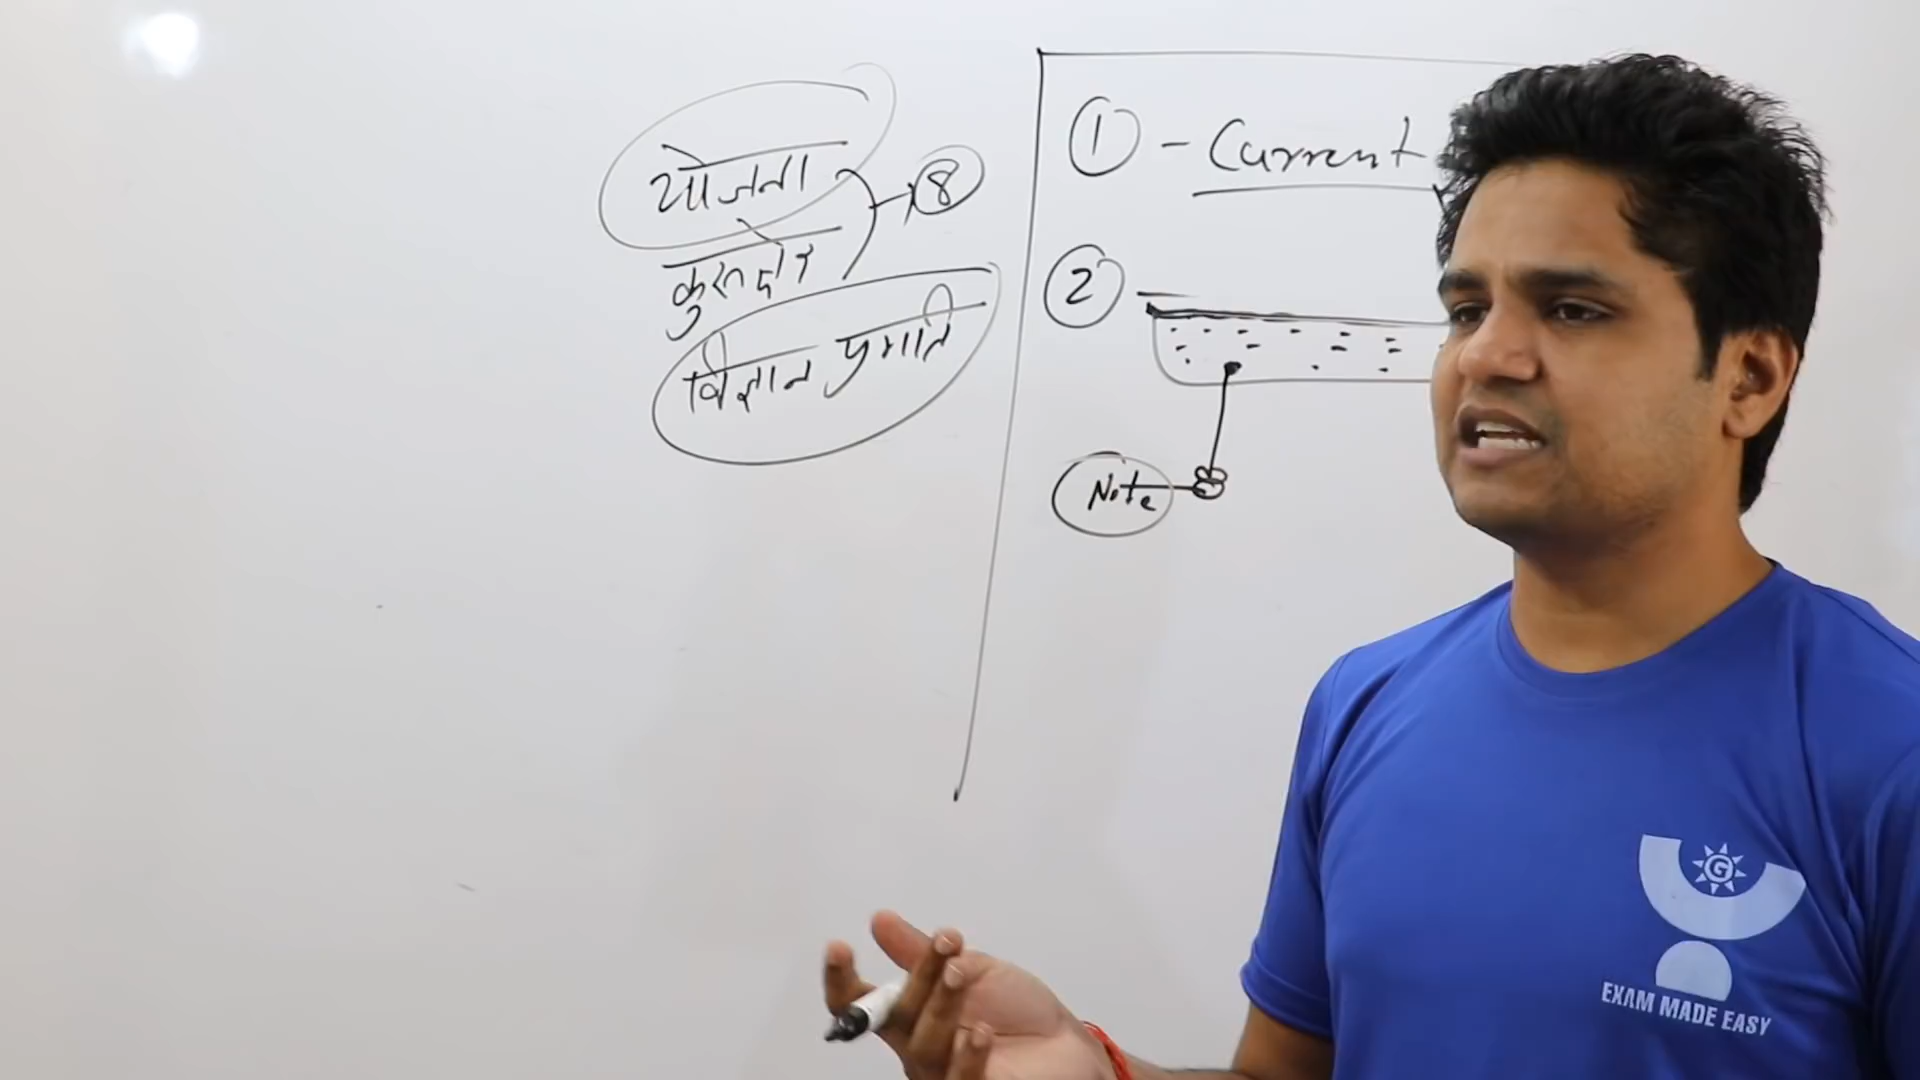 योजना
8
कुरूक्षेत्र
विज्ञान प्रगति
1 - Current
2
Note
G
EXAM MADE EASY